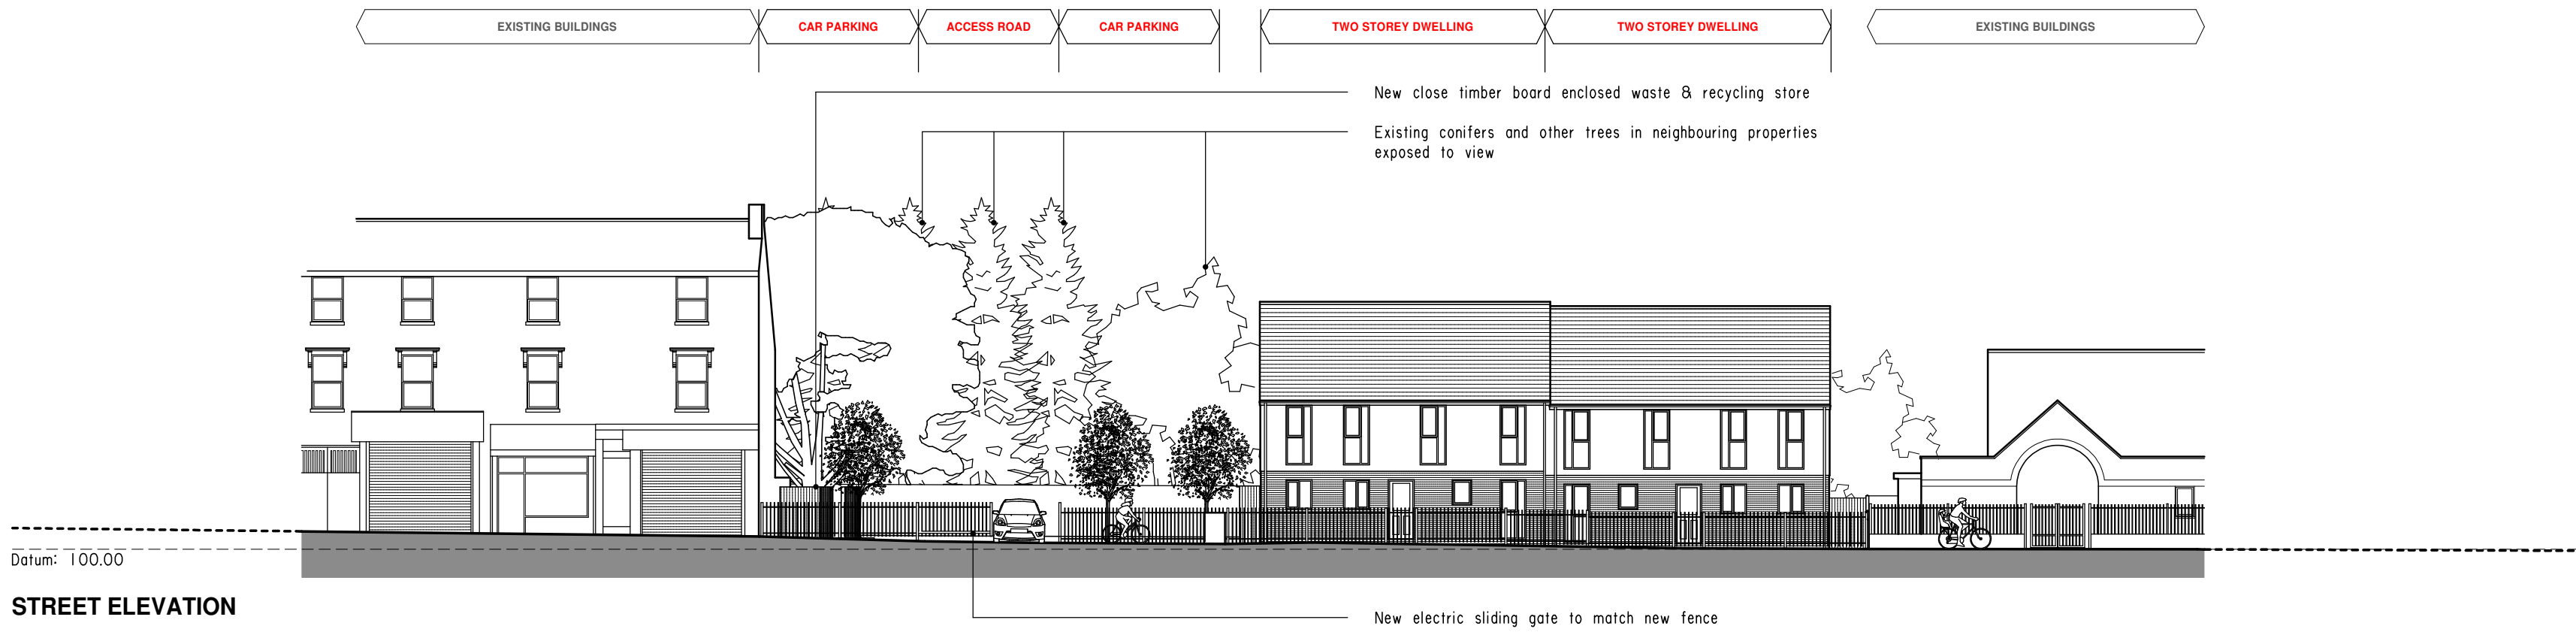 EXISTING BUILDINGS
CAR PARKING
ACCESS ROAD
CAR PARKING
TWO STOREY DWELLING
TWO STOREY DWELLING
EXISTING BUILDINGS
New close timber board enclosed waste & recycling store
Existing conifers and other trees in neighbouring properties
exposed to view
Datum: 100.00
STREET ELEVATION
New electric sliding gate to match new fence